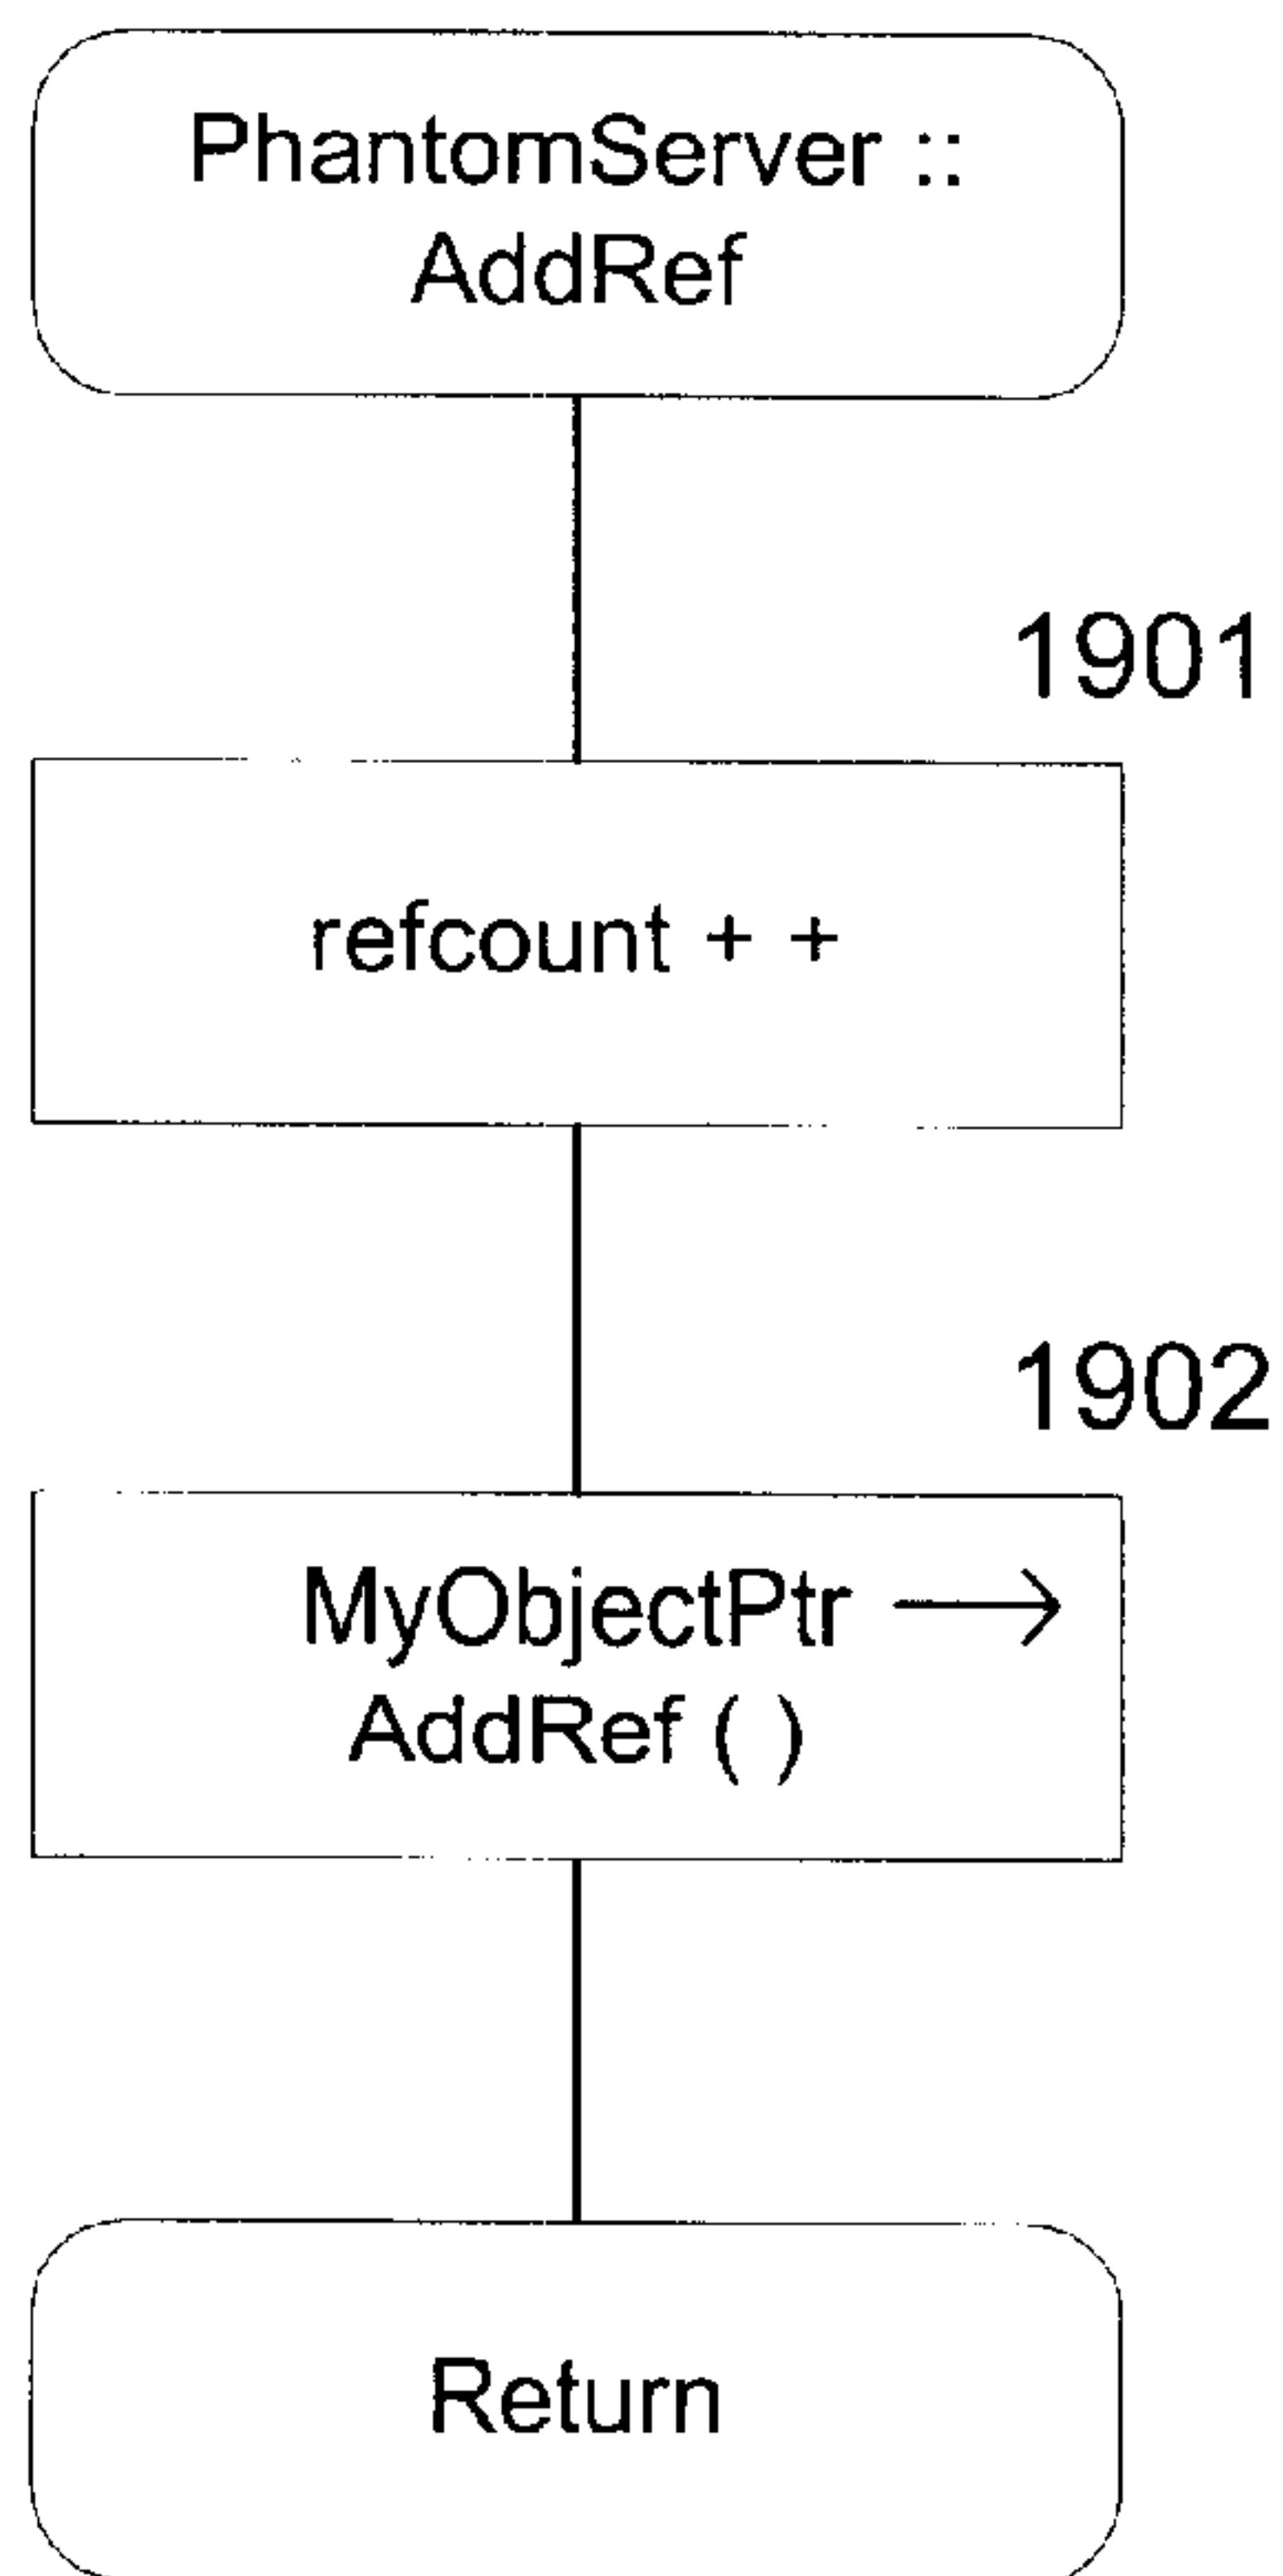 PhantomServer ::
AddRef
1901
refcount + +
1902
MyObjectPtr →
AddRef ( )
Return